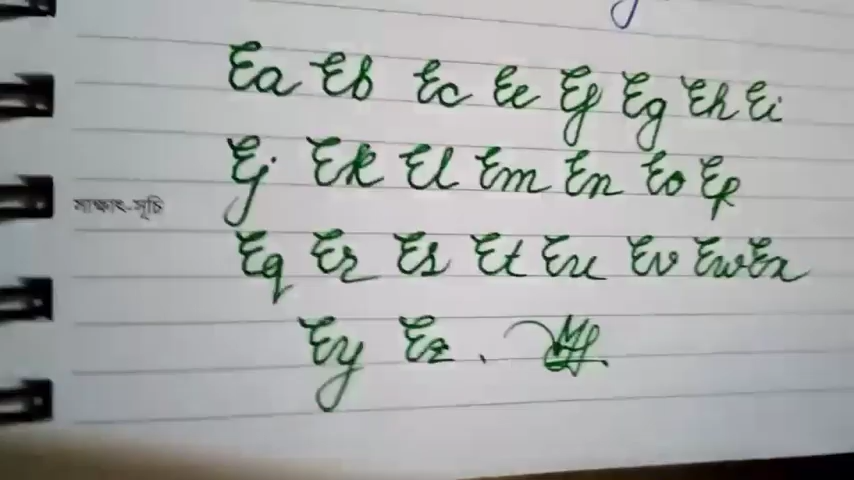 Ea Eb Ec Ee Ef Eg Eh Ei
Ej Ek El Em En Eo Ep
সাক্ষাৎ-সূচি
Eq Er Es Et Eu Ev Ew Ex
Ey Ez .